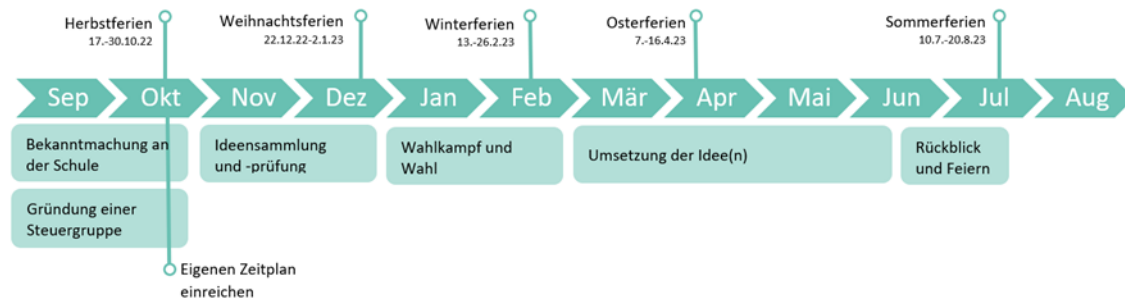 Herbstferien
17.-30.10.22
Weihnachtsferien
22.12.22-2.1.23
Winterferien
13.-26.2.23
Osterferien
7.-16.4.23
Sommerferien
10.7.-20.8.23
Sep Okt Nov Dez Jan Feb Mär Apr Mai Jun Jul Aug
Bekanntmachung an
der Schule
Ideensammlung
und -prüfung
Wahlkampf und
Wahl
Umsetzung der Idee(n)
Rückblick
und Feiern
Gründung einer
Steuergruppe
Eigenen Zeitplan
einreichen